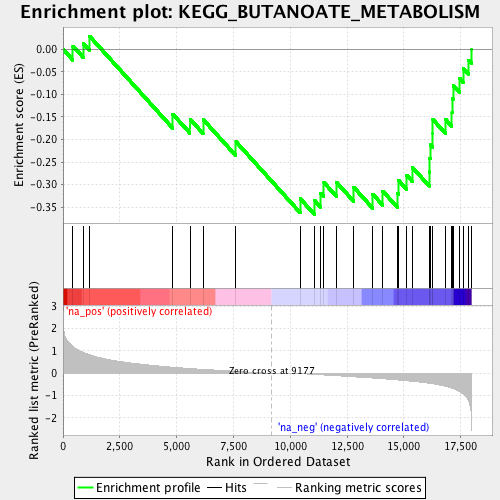 Enrichment plot: KEGG_BUTANOATE_METABOLISM
Enrichment score (ES)
0.00
-0.05
-0.10
-0.15
-0.20
-0.25
-0.30
-0.35
'na_pos' (positively correlated)
Ranked list metric (PreRanked)
3
2
1
0
-1
-2
Zero cross at 9177
'na_neg' (negatively correlated)
0
2,500
5,000
7,500
10,000
12,500
15,000
17,500
Rank in Ordered Dataset
Enrichment profile
Hits
Ranking metric scores